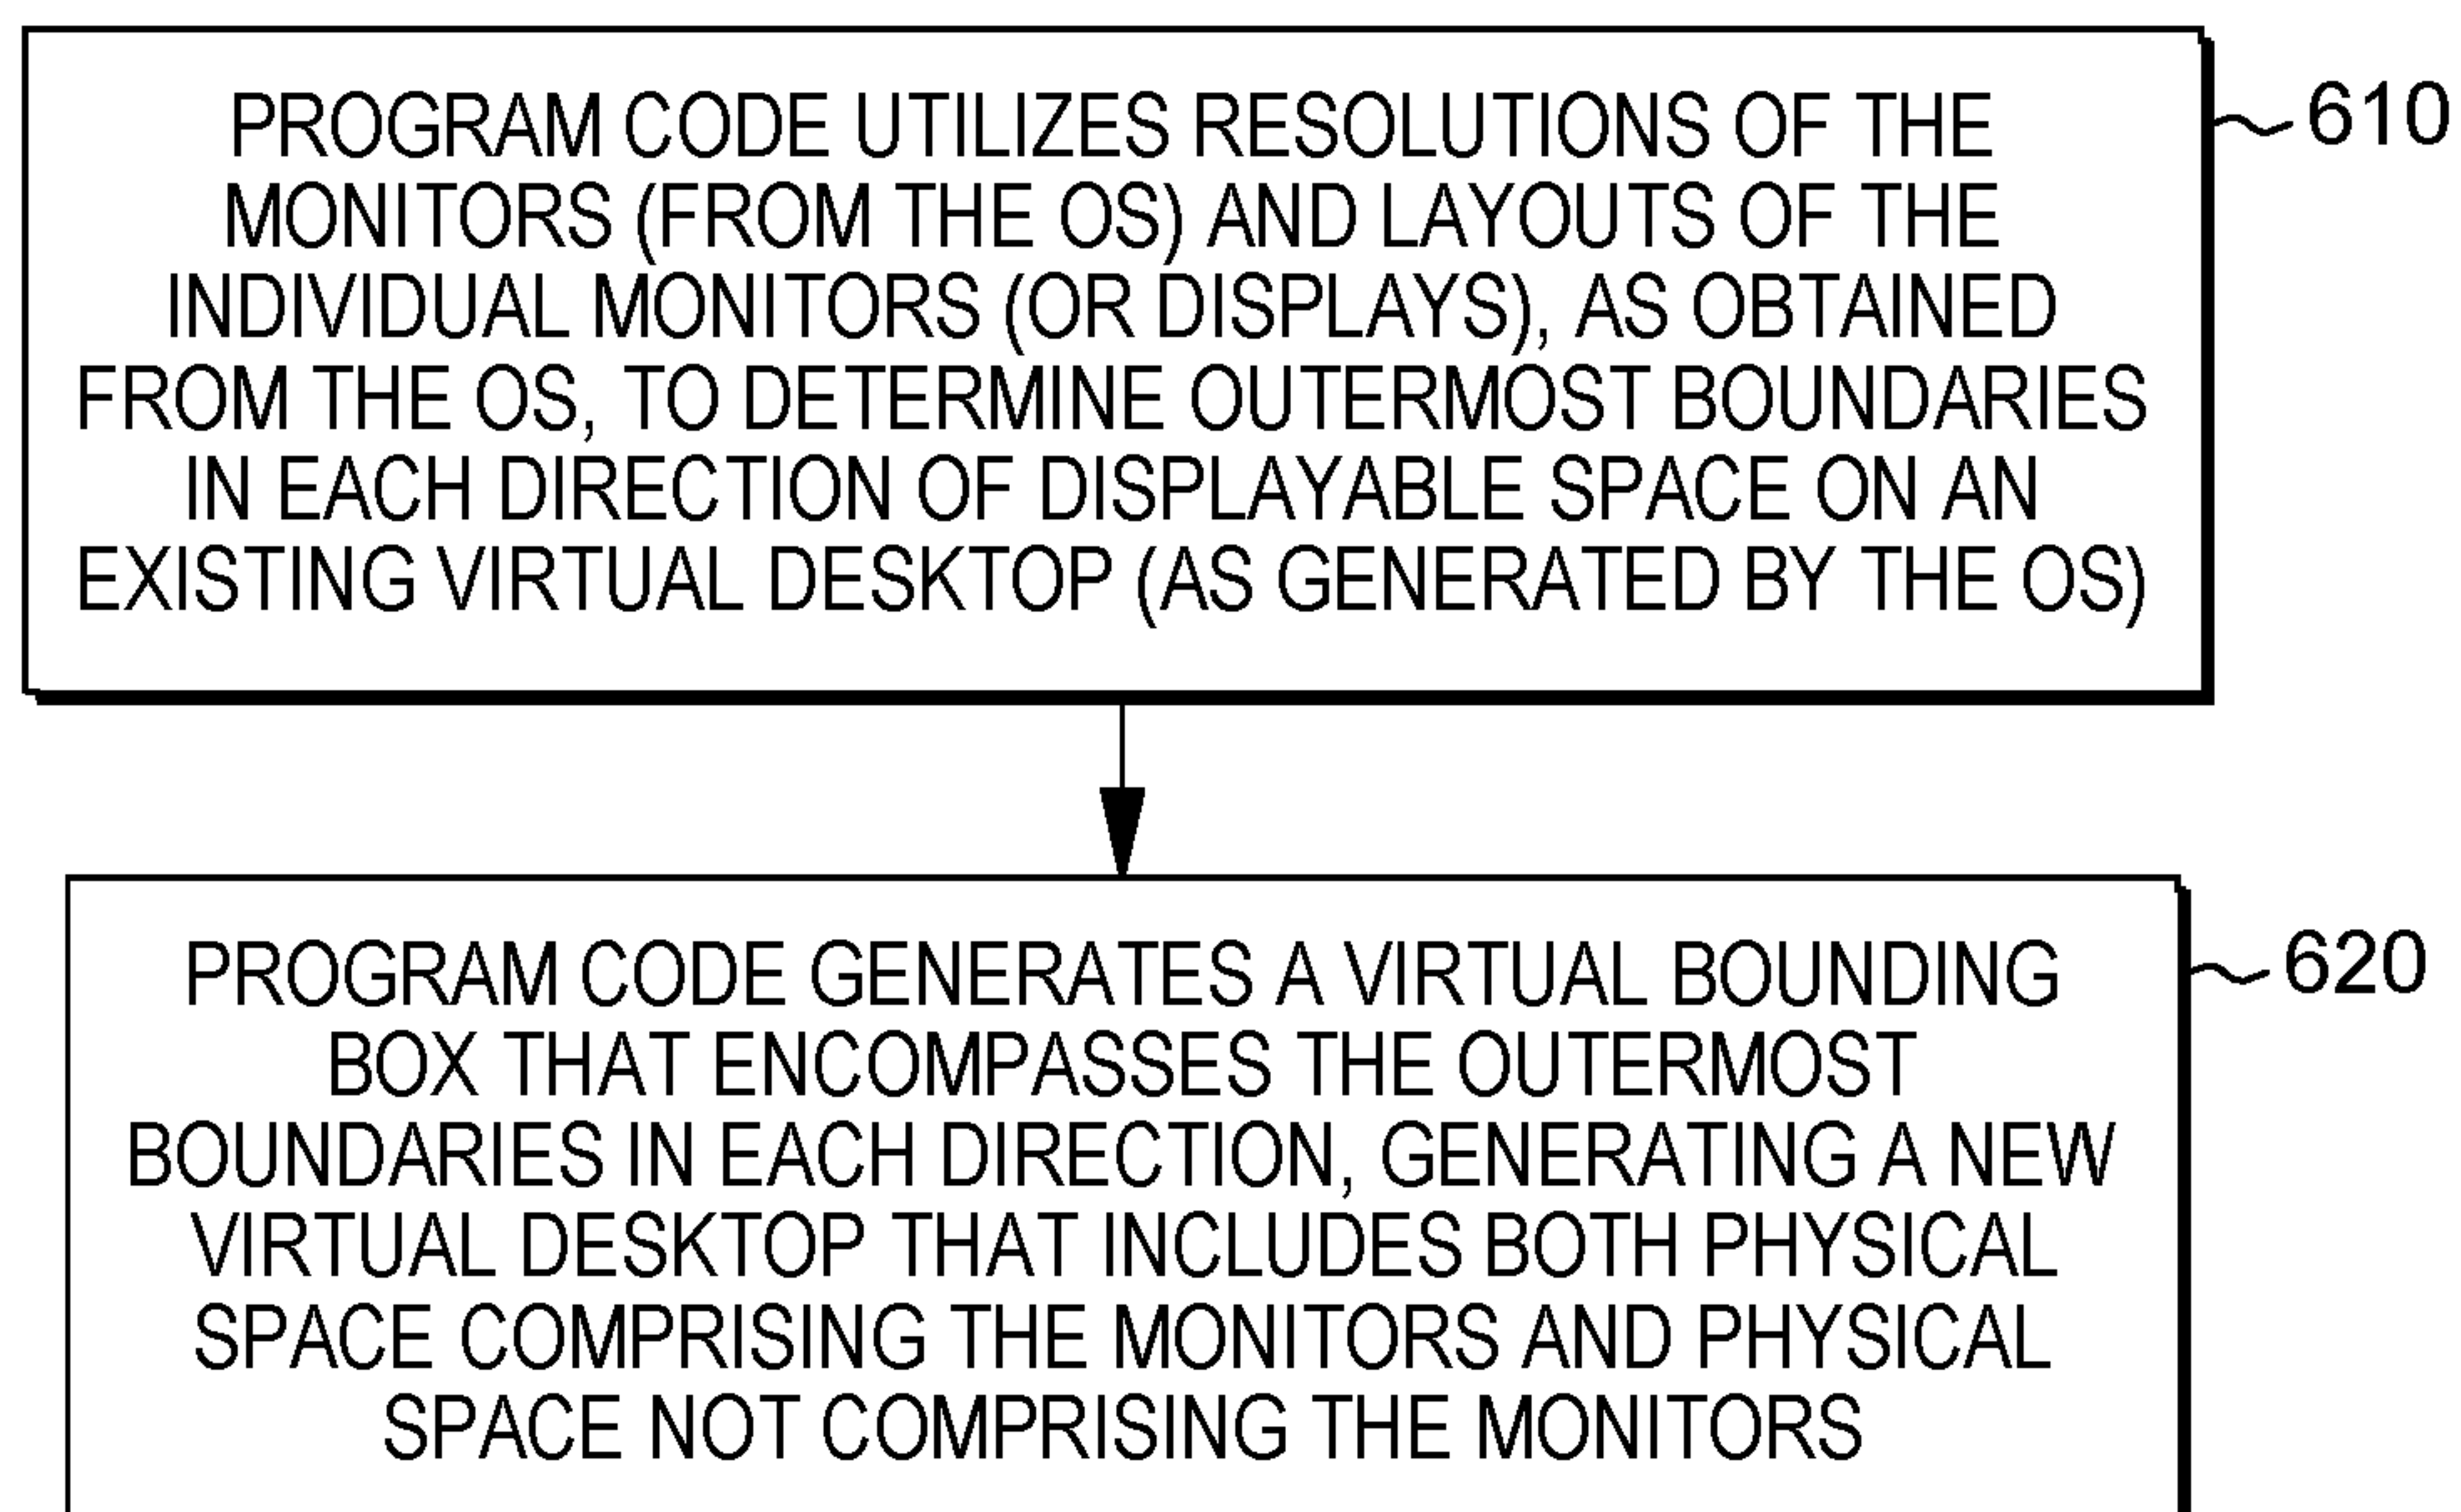 PROGRAM CODE UTILIZES RESOLUTIONS OF THE
MONITORS (FROM THE OS) AND LAYOUTS OF THE
INDIVIDUAL MONITORS (OR DISPLAYS), AS OBTAINED
FROM THE OS, TO DETERMINE OUTERMOST BOUNDARIES
IN EACH DIRECTION OF DISPLAYABLE SPACE ON AN
EXISTING VIRTUAL DESKTOP (AS GENERATED BY THE OS)
610
PROGRAM CODE GENERATES A VIRTUAL BOUNDING
BOX THAT ENCOMPASSES THE OUTERMOST
BOUNDARIES IN EACH DIRECTION, GENERATING A NEW
VIRTUAL DESKTOP THAT INCLUDES BOTH PHYSICAL
SPACE COMPRISING THE MONITORS AND PHYSICAL
SPACE NOT COMPRISING THE MONITORS
620